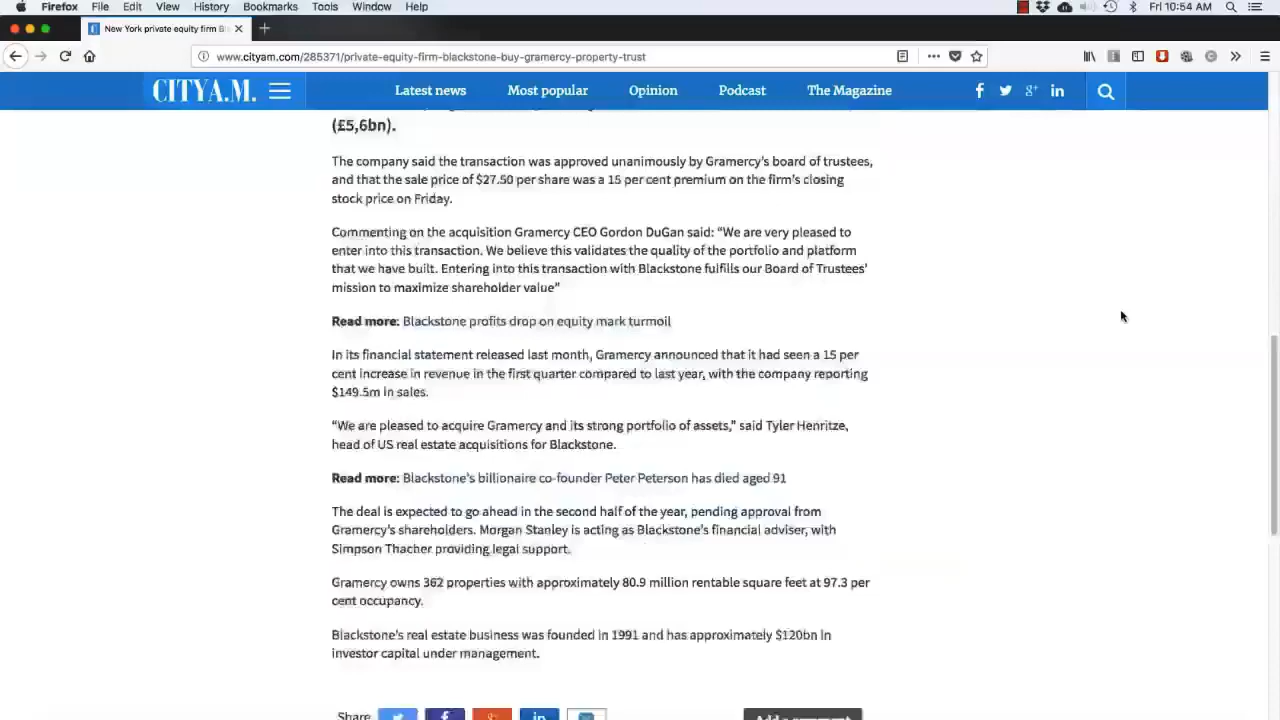 Firefox File Edit View History Bookmarks Tools Window Help Fri 10:54 AM
New York private equity firm Bl
www.cityam.com/285371/private-equity-firm-blackstone-buy-gramercy-property-trust
CITYA.M. Latest news Most popular Opinion Podcast The Magazine
(£5,6bn).
The company said the transaction was approved unanimously by Gramercy's board of trustees,
and that the sale price of $27.50 per share was a 15 per cent premium on the firm's closing
stock price on Friday.
Commenting on the acquisition Gramercy CEO Gordon DuGan said: “We are very pleased to
enter into this transaction. We believe this validates the quality of the portfolio and platform
that we have built. Entering into this transaction with Blackstone fulfills our Board of Trustees’
mission to maximize shareholder value”
Read more: Blackstone profits drop on equity mark turmoil
In its financial statement released last month, Gramercy announced that it had seen a 15 per
cent increase in revenue in the first quarter compared to last year, with the company reporting
$149.5m in sales.
“We are pleased to acquire Gramercy and its strong portfolio of assets,” said Tyler Henritze,
head of US real estate acquisitions for Blackstone.
Read more: Blackstone's billionaire co-founder Peter Peterson has died aged 91
The deal is expected to go ahead in the second half of the year, pending approval from
Gramercy's shareholders. Morgan Stanley is acting as Blackstone's financial adviser, with
Simpson Thacher providing legal support.
Gramercy owns 362 properties with approximately 80.9 million rentable square feet at 97.3 per
cent occupancy.
Blackstone's real estate business was founded in 1991 and has approximately $120bn in
investor capital under management.
Share